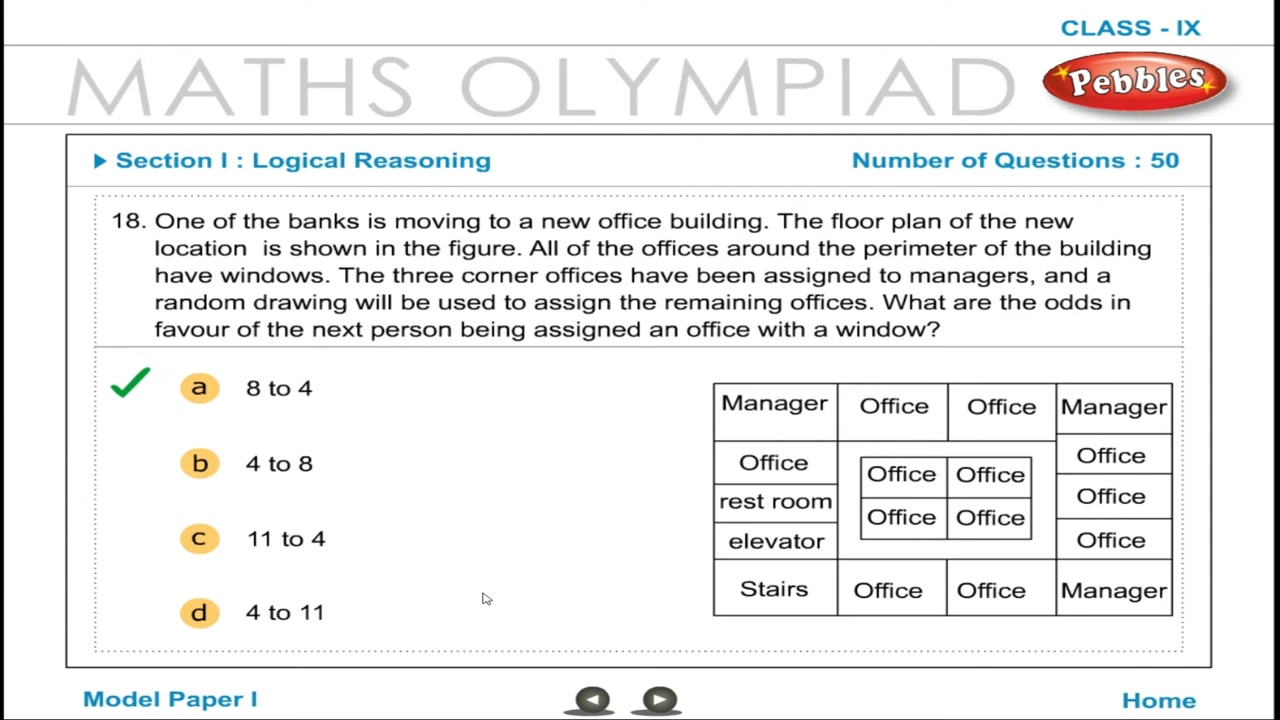 CLASS - IX
MATHS OLYMPIAD
Pebbles
Section I : Logical Reasoning
Number of Questions : 50
18. One of the banks is moving to a new office building. The floor plan of the new
location is shown in the figure. All of the offices around the perimeter of the building
have windows. The three corner offices have been assigned to managers, and a
random drawing will be used to assign the remaining offices. What are the odds in
favour of the next person being assigned an office with a window?
a 8 to 4
b 4 to 8
c 11 to 4
d 4 to 11
Manager Office Office Manager
Office Office Office Office
rest room Office
Office Office
elevator Office
Stairs Office Office Manager
Model Paper I
Home